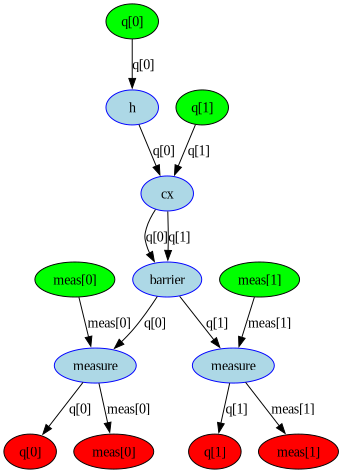 q[0]
q[0]
h
q[1]
q[0]
q[1]
cx
q[0]
q[1]
meas[0]
barrier
meas[1]
meas[0]
q[0]
q[1]
meas[1]
measure
measure
q[0]
meas[0]
q[1]
meas[1]
q[0]
meas[0]
q[1]
meas[1]